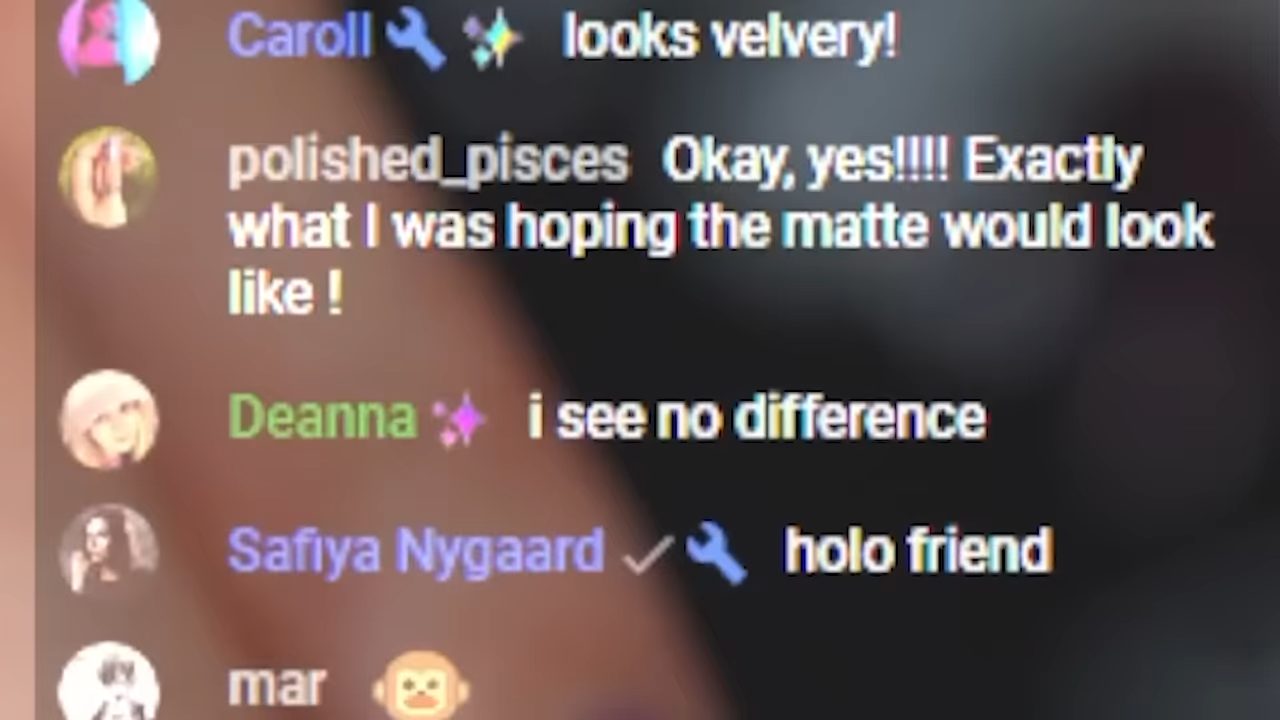 Caroll looks velvery!
polished_pisces Okay, yes!!!! Exactly
what I was hoping the matte would look
like !
Deanna i see no difference
Safiya Nygaard holo friend
mar